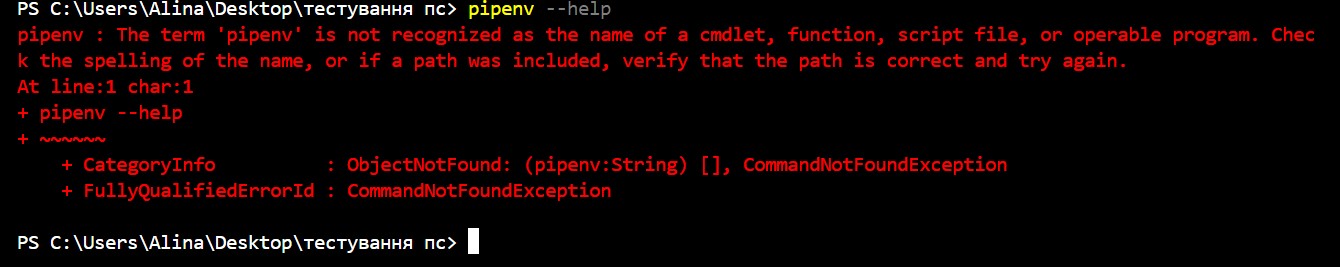 PS C:\Users\Alina\Desktop\тестування пс> pipenv --help
pipenv : The term 'pipenv' is not recognized as the name of a cmdlet, function, script file, or operable program. Chec
k the spelling of the name, or if a path was included, verify that the path is correct and try again.
At line:1 char:1
+ pipenv --help
+ ~~~~~~
    + CategoryInfo          : ObjectNotFound: (pipenv:String) [], CommandNotFoundException
    + FullyQualifiedErrorId : CommandNotFoundException
PS C:\Users\Alina\Desktop\тестування пс>